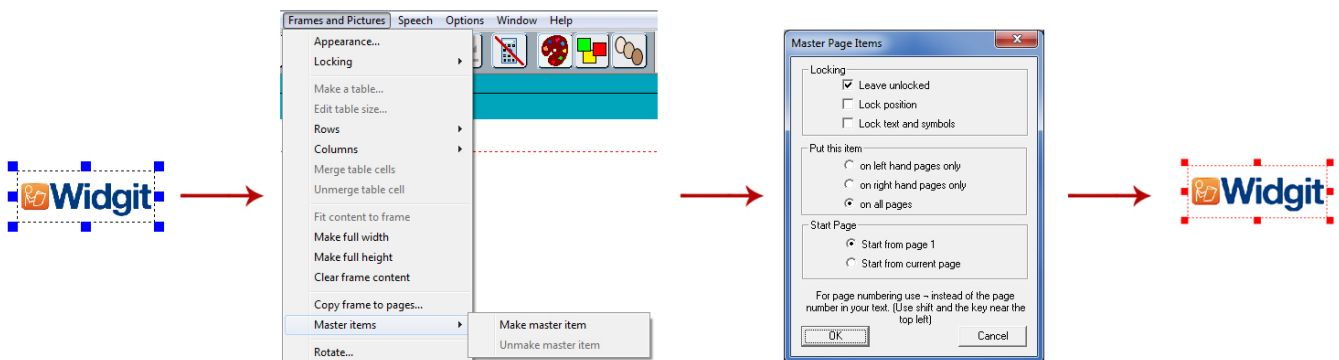 Widgit
Frames and Pictures Speech Options Window Help
Appearance...
Locking
Make a table...
Edit table size...
Rows
Columns
Merge table cells
Unmerge table cell
Fit content to frame
Make full width
Make full height
Clear frame content
Copy frame to pages...
Master items
Make master item
Unmake master item
Rotate...
Master Page Items
Locking
Leave unlocked
Lock position
Lock text and symbols
Put this item
on left hand pages only
on right hand pages only
on all pages
Start Page
Start from page 1
Start from current page
For page numbering use ¬ instead of the page
number in your text. (Use shift and the key near the
top left)
OK Cancel
Widgit